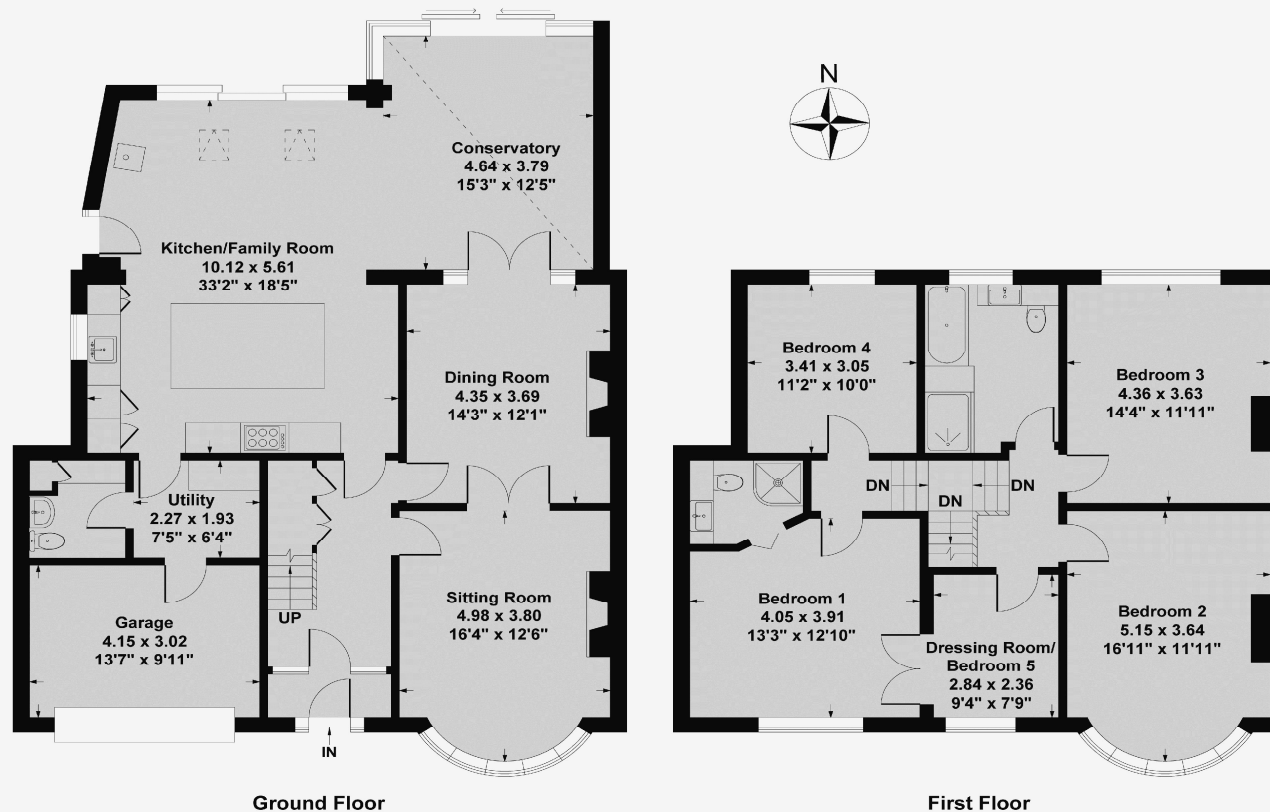 N
Conservatory
4.64 x 3.79
15'3" x 12'5"
Kitchen/Family Room
10.12 x 5.61
33'2" x 18'5"
Dining Room
4.35 x 3.69
14'3" x 12'1"
Utility
2.27 x 1.93
7'5" x 6'4"
Sitting Room
4.98 x 3.80
16'4" x 12'6"
UP
Garage
4.15 x 3.02
13'7" x 9'11"
IN
Ground Floor
Bedroom 4
3.41 x 3.05
11'2" x 10'0"
Bedroom 3
4.36 x 3.63
14'4" x 11'11"
DN
DN
DN
Bedroom 1
4.05 x 3.91
13'3" x 12'10"
Bedroom 2
5.15 x 3.64
16'11" x 11'11"
Dressing Room/
Bedroom 5
2.84 x 2.36
9'4" x 7'9"
First Floor